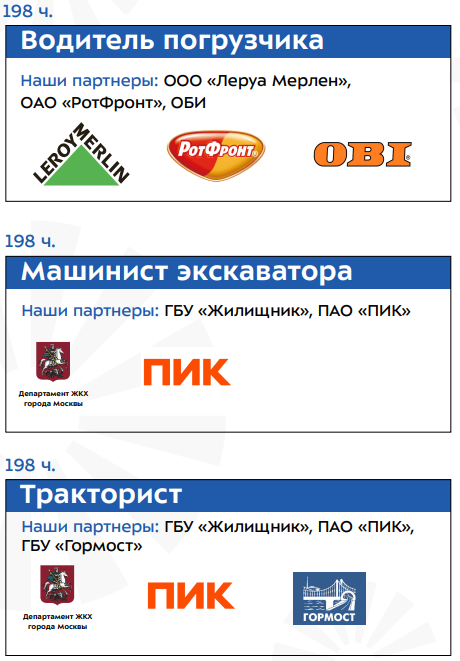 198 ч.
Водитель погрузчика
Наши партнеры: ООО «Леруа Мерлен»,
ОАО «РотФронт», ОБИ
LEROY MERLIN
РотФронт®
OBI®
198 ч.
Машинист экскаватора
Наши партнеры: ГБУ «Жилищник», ПАО «ПИК»
ПИК
Департамент ЖКХ
города Москвы
198 ч.
Тракторист
Наши партнеры: ГБУ «Жилищник», ПАО «ПИК»,
ГБУ «Гормост»
ПИК
ГОРМОСТ
Департамент ЖКХ
города Москвы